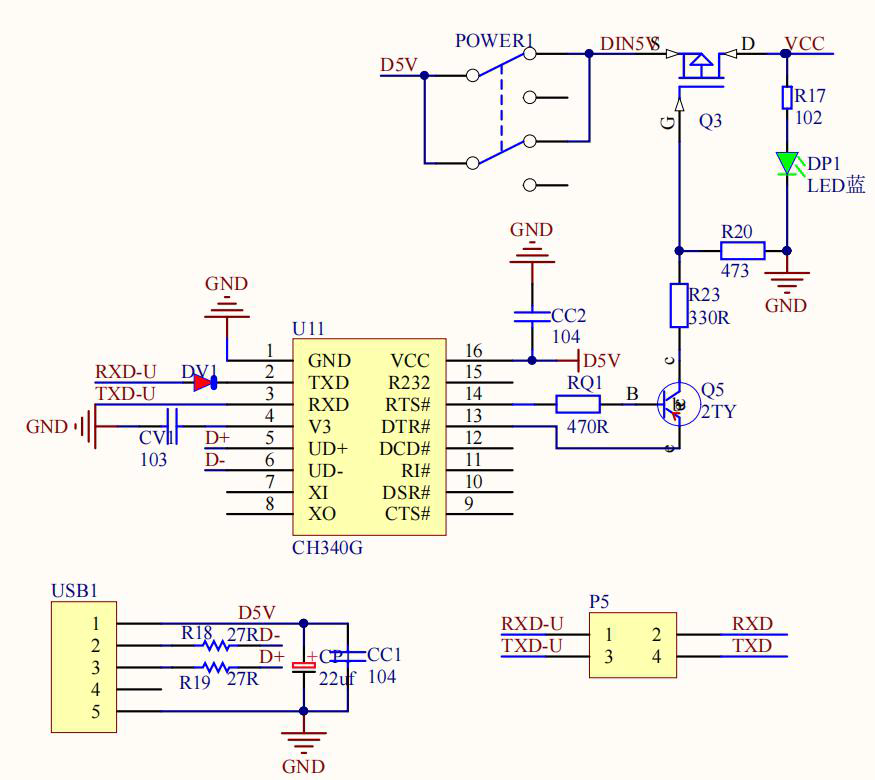 POWER1
DIN5V
S
D
VCC
D5V
R17
102
G
Q3
DP1
LED蓝
GND
R20
473
GND
GND
R23
330R
CC2
104
U11
1 GND VCC 16
D5V
RXD-U
DV1
2 TXD R232 15
TXD-U
3 RXD RTS# 14
RQ1
470R
B
c
Q5
2TY
e
GND
CV1
103
4 V3 DTR# 13
D+
5 UD+ DCD# 12
D-
6 UD- RI# 11
7 XI DSR# 10
8 XO CTS# 9
CH340G
USB1
1
D5V
2
R18
27R
D-
3
R19
27R
D+
4
5
+
CP
22uf
CC1
104
GND
P5
RXD-U
1 2
RXD
TXD-U
3 4
TXD